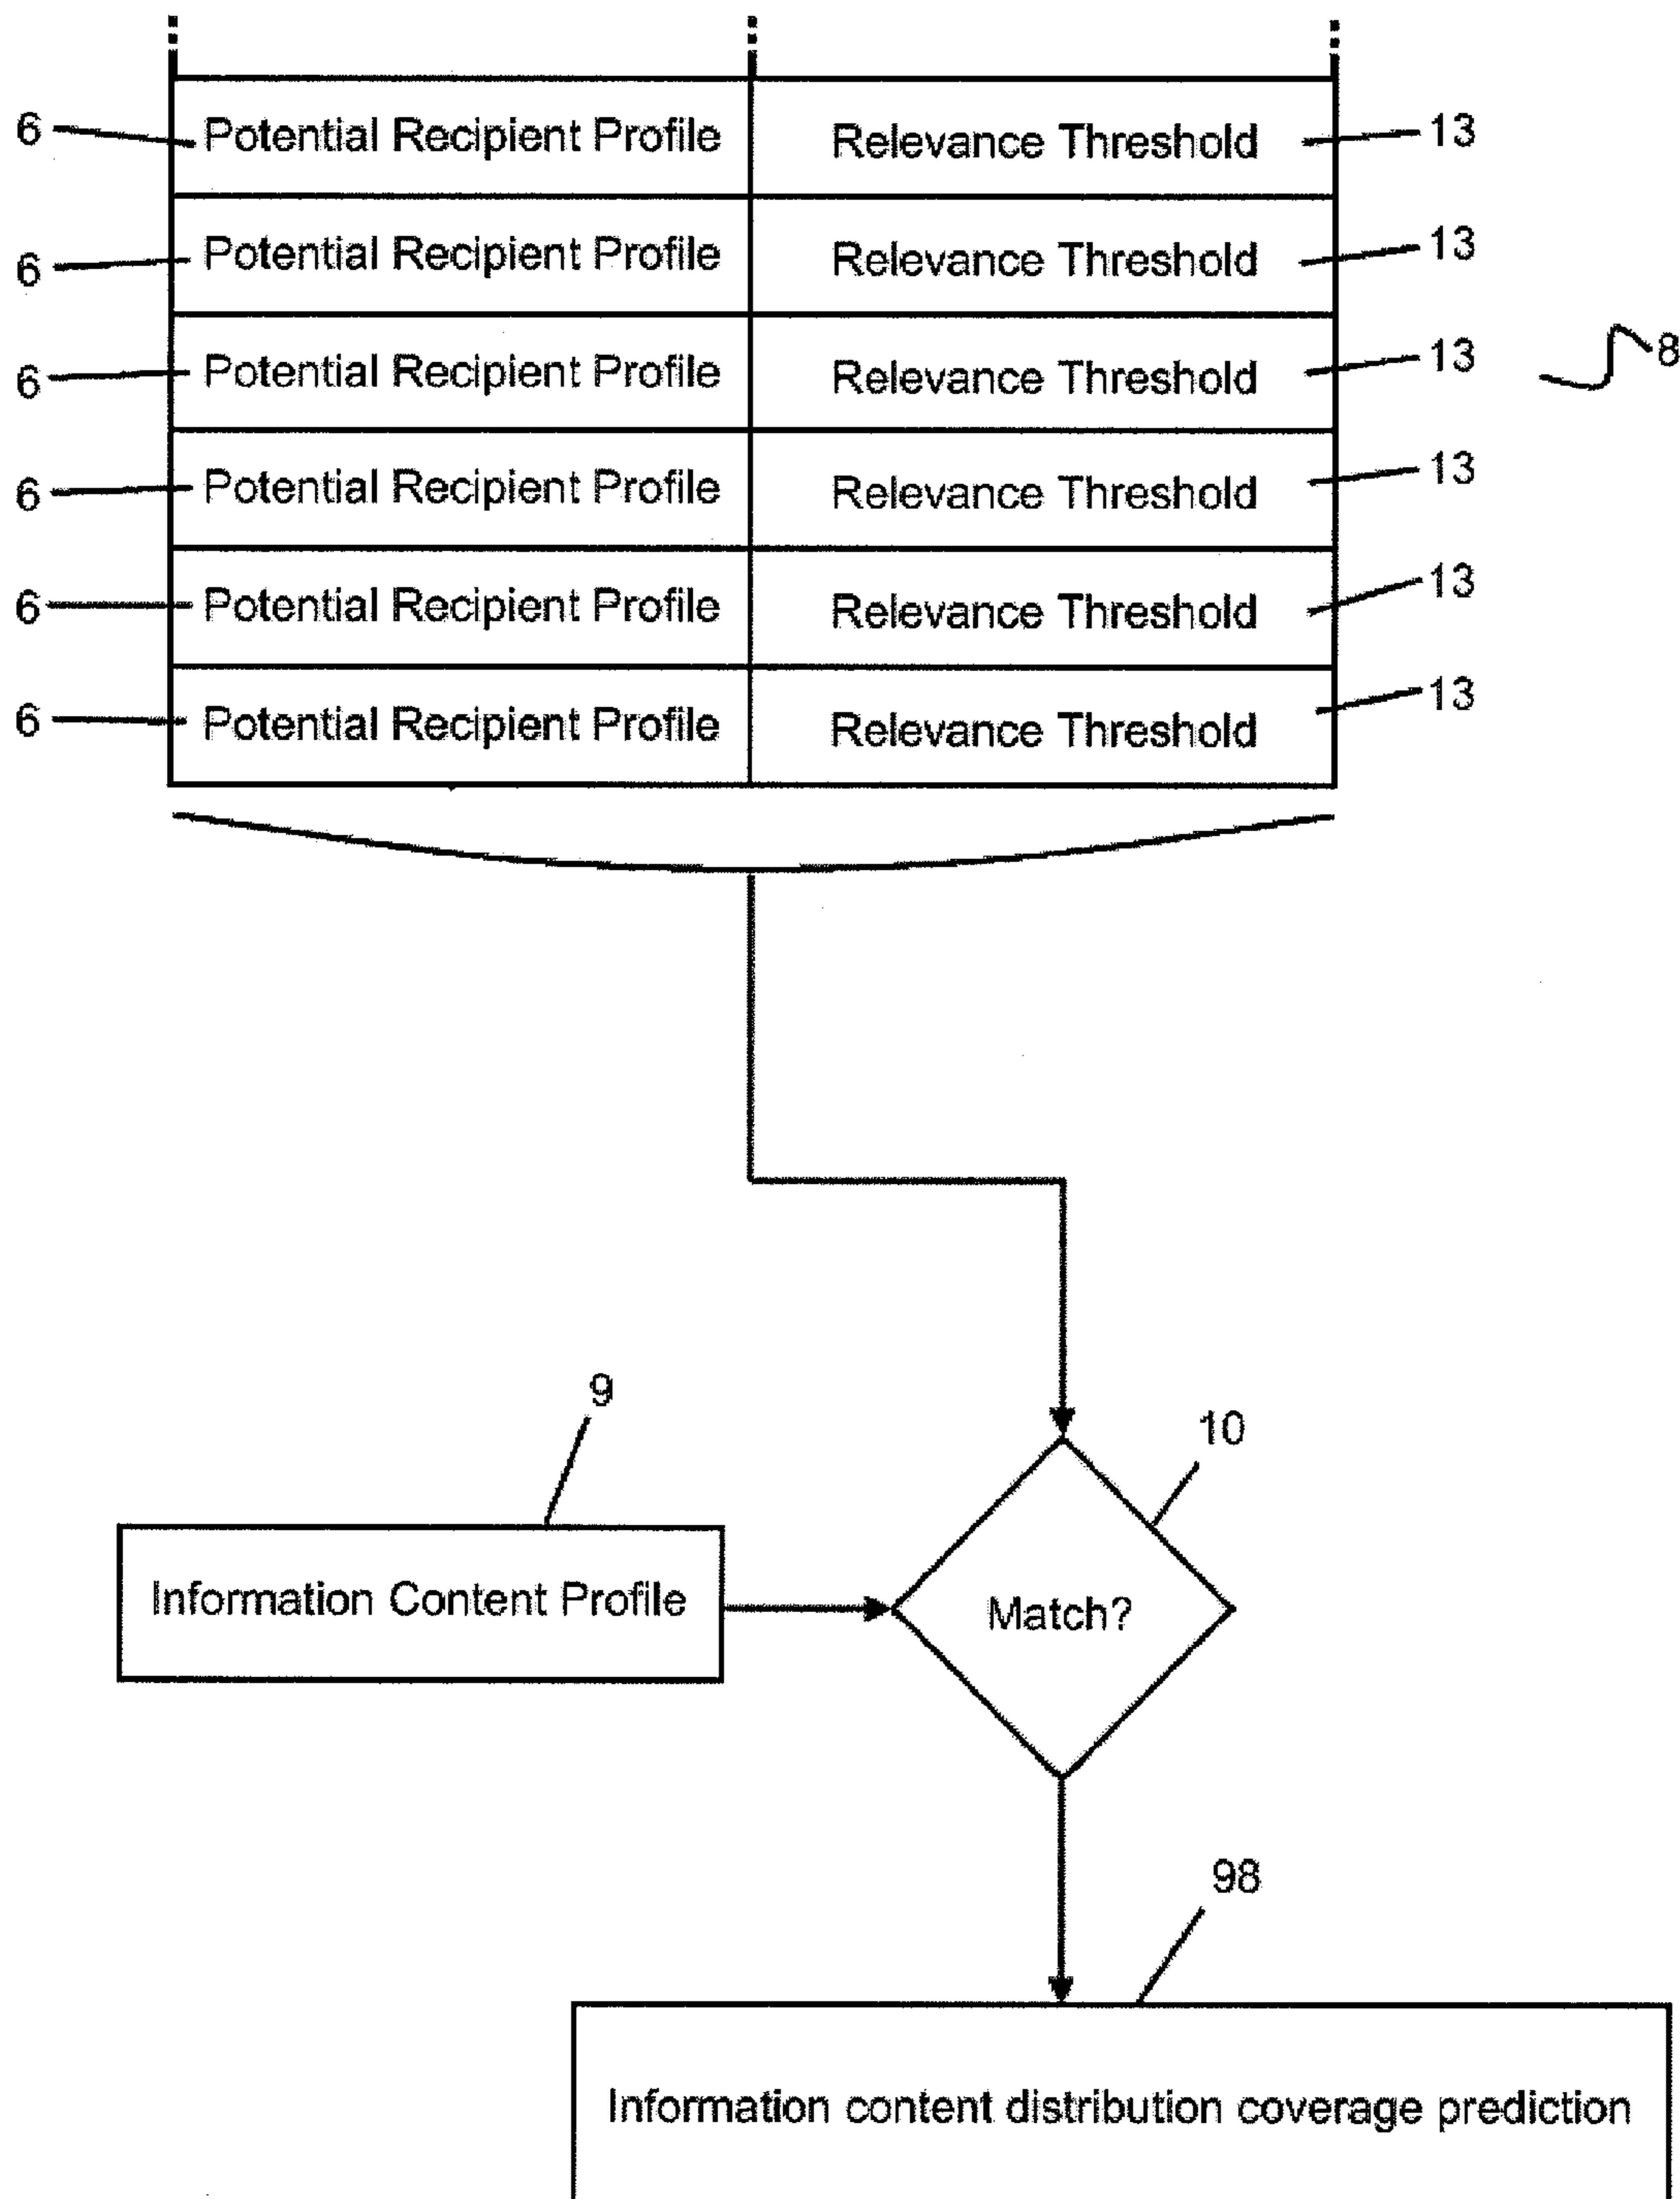 6 Potential Recipient Profile Relevance Threshold 13
6 Potential Recipient Profile Relevance Threshold 13
6 Potential Recipient Profile Relevance Threshold 13
8
6 Potential Recipient Profile Relevance Threshold 13
6 Potential Recipient Profile Relevance Threshold 13
6 Potential Recipient Profile Relevance Threshold 13
9
10
Information Content Profile
Match?
98
Information content distribution coverage prediction